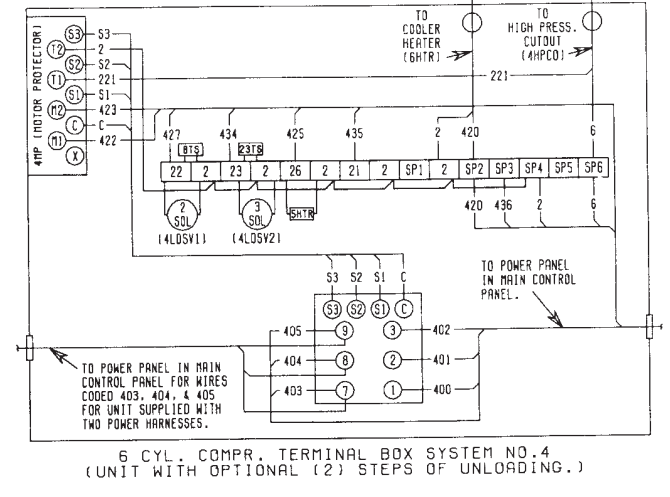 TO
COOLER
HEATER
(6HTR)
TO
HIGH PRESS.
CUTOUT
(4HPCO)
4MP (MOTOR PROTECTOR)
S3 S3
T2 2
S2 S2
T1 221
S1 S1
M2 423
C C
M1 422
X
221
427 434 425 435 2 420 6
8TS 23TS
22 2 23 2 26 2 21 2 SP1 2 SP2 SP3 SP4 SP5 SP6
2
SOL
(4LDSV1)
3
SOL
(4LDSV2)
5HTR
420 436 2 6
S3 S2 S1 C
S3 S2 S1 C
405 9 3 402
404 8 2 401
403 7 1 400
TO POWER PANEL
IN MAIN CONTROL
PANEL.
TO POWER PANEL IN MAIN
CONTROL PANEL FOR WIRES
CODED 403, 404, & 405
FOR UNIT SUPPLIED WITH
TWO POWER HARNESSES.
6 CYL. COMPR. TERMINAL BOX SYSTEM NO.4
(UNIT WITH OPTIONAL (2) STEPS OF UNLOADING.)